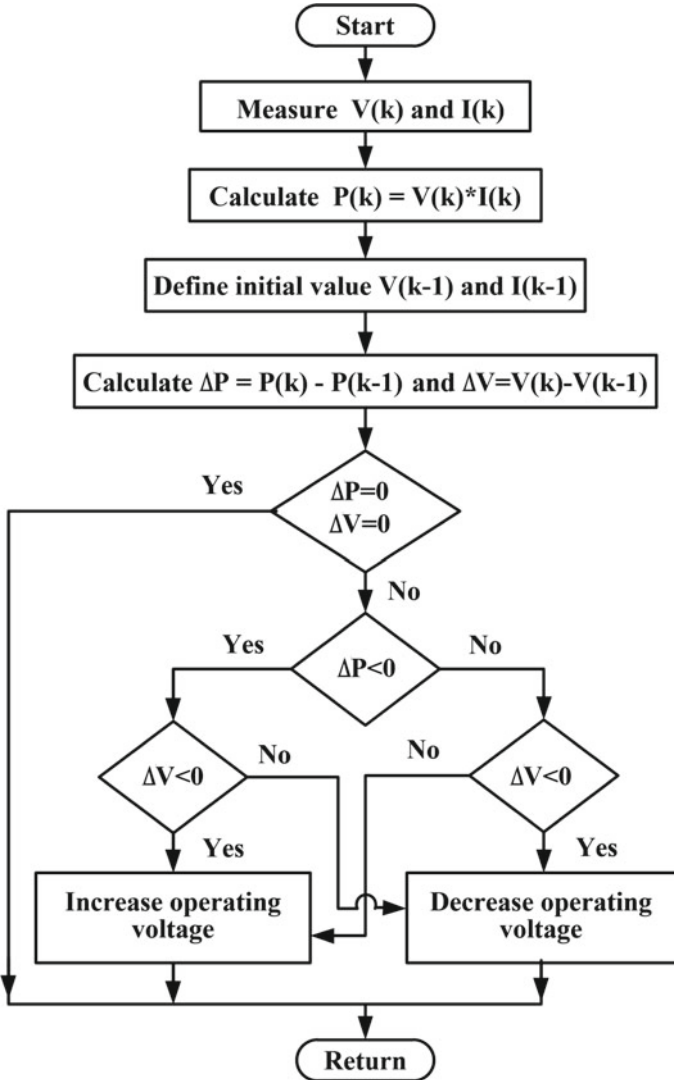 Start
Measure V(k) and I(k)
Calculate P(k) = V(k)*I(k)
Define initial value V(k-1) and I(k-1)
Calculate ΔP = P(k) - P(k-1) and ΔV=V(k)-V(k-1)
Yes
ΔP=0
ΔV=0
No
Yes
ΔP<0
No
ΔV<0
No
No
ΔV<0
Yes
Yes
Increase operating
voltage
Decrease operating
voltage
Return